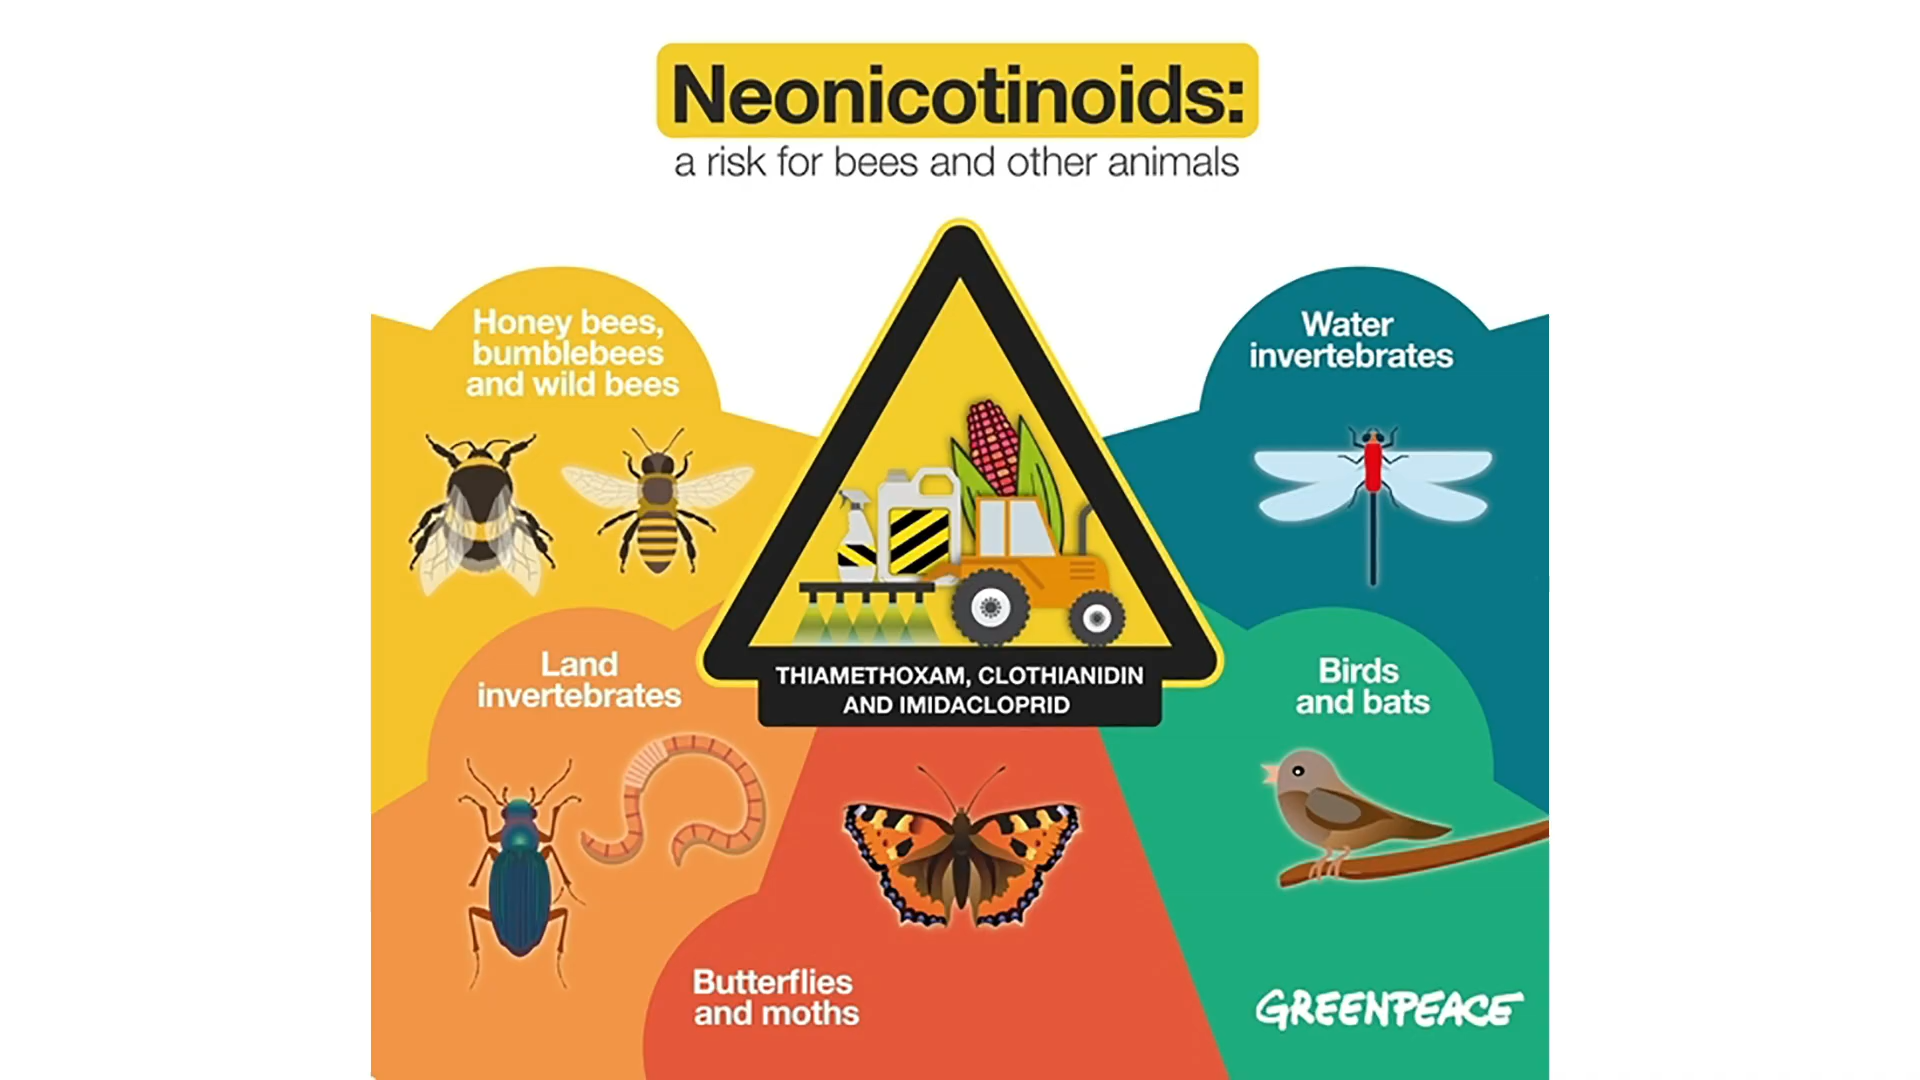 Neonicotinoids:
a risk for bees and other animals
Honey bees,
bumblebees
and wild bees
Water
invertebrates
Land
invertebrates
THIAMETHOXAM, CLOTHIANIDIN
AND IMIDACLOPRID
Birds
and bats
Butterflies
and moths
GREENPEACE